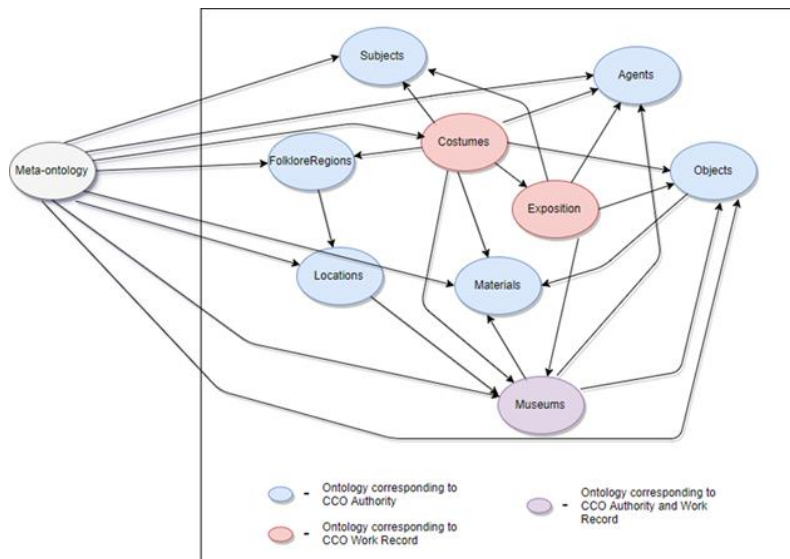 Subjects
Agents
Costumes
Meta-ontology
FolkloreRegions
Objects
Exposition
Locations
Materials
Museums
- Ontology corresponding to
CCO Authority
- Ontology corresponding to
CCO Authority and Work
Record
- Ontology corresponding to
CCO Work Record